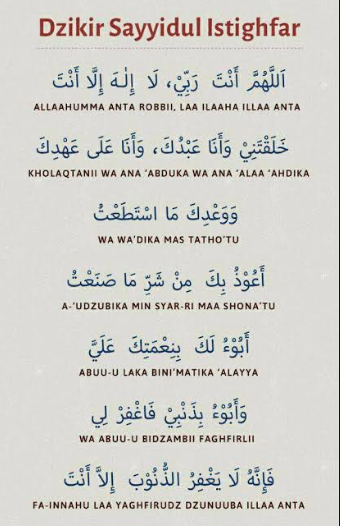 Dzikir Sayyidul Istighfar
اَللَّهُمَّ أَنْتَ رَبِّيْ، لَا إِلٰـهَ إِلَّا أَنْتَ
ALLAAHUMMA ANTA ROBBII, LAA ILAAHA ILLAA ANTA
خَلَقْتَنِيْ وَأَنَا عَبْدُكَ، وَأَنَا عَلَى عَهْدِكَ
KHOLAQTANII WA ANA ‘ABDUKA WA ANA ‘ALAA ‘AHDIKA
وَوَعْدِكَ مَا اسْتَطَعْتُ
WA WA’DIKA MAS TATHO’TU
أَعُوْذُ بِكَ مِنْ شَرِّ مَا صَنَعْتُ
A-‘UDZUBIKA MIN SYAR-RI MAA SHONA’TU
أَبُوْءُ لَكَ بِنِعْمَتِكَ عَلَيَّ
ABUU-U LAKA BINI’MATIKA ‘ALAYYA
وَأَبُوْءُ بِذَنْبِيْ فَاغْفِرْ لِي
WA ABUU-U BIDZAMBII FAGHFIRLII
فَإِنَّهُ لَا يَغْفِرُ الذُّنُوْبَ إِلاَّ أَنْتَ
FA-INNAHU LAA YAGHFIRUDZ DZUNUUBA ILLAA ANTA